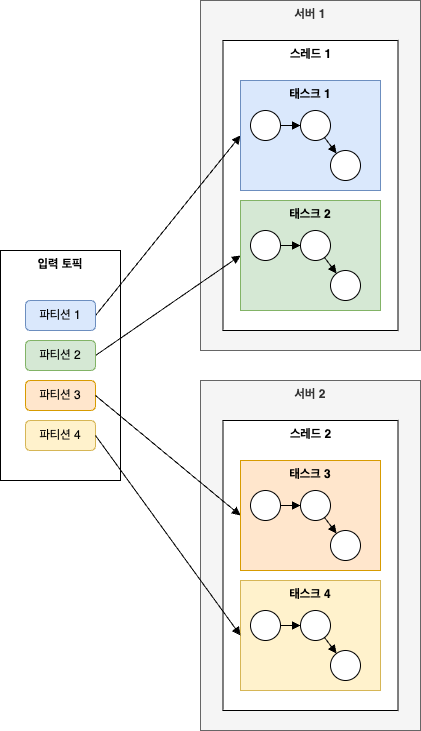 서버 1
스레드 1
태스크 1
태스크 2
입력 토픽
파티션 1
파티션 2
파티션 3
파티션 4
서버 2
스레드 2
태스크 3
태스크 4